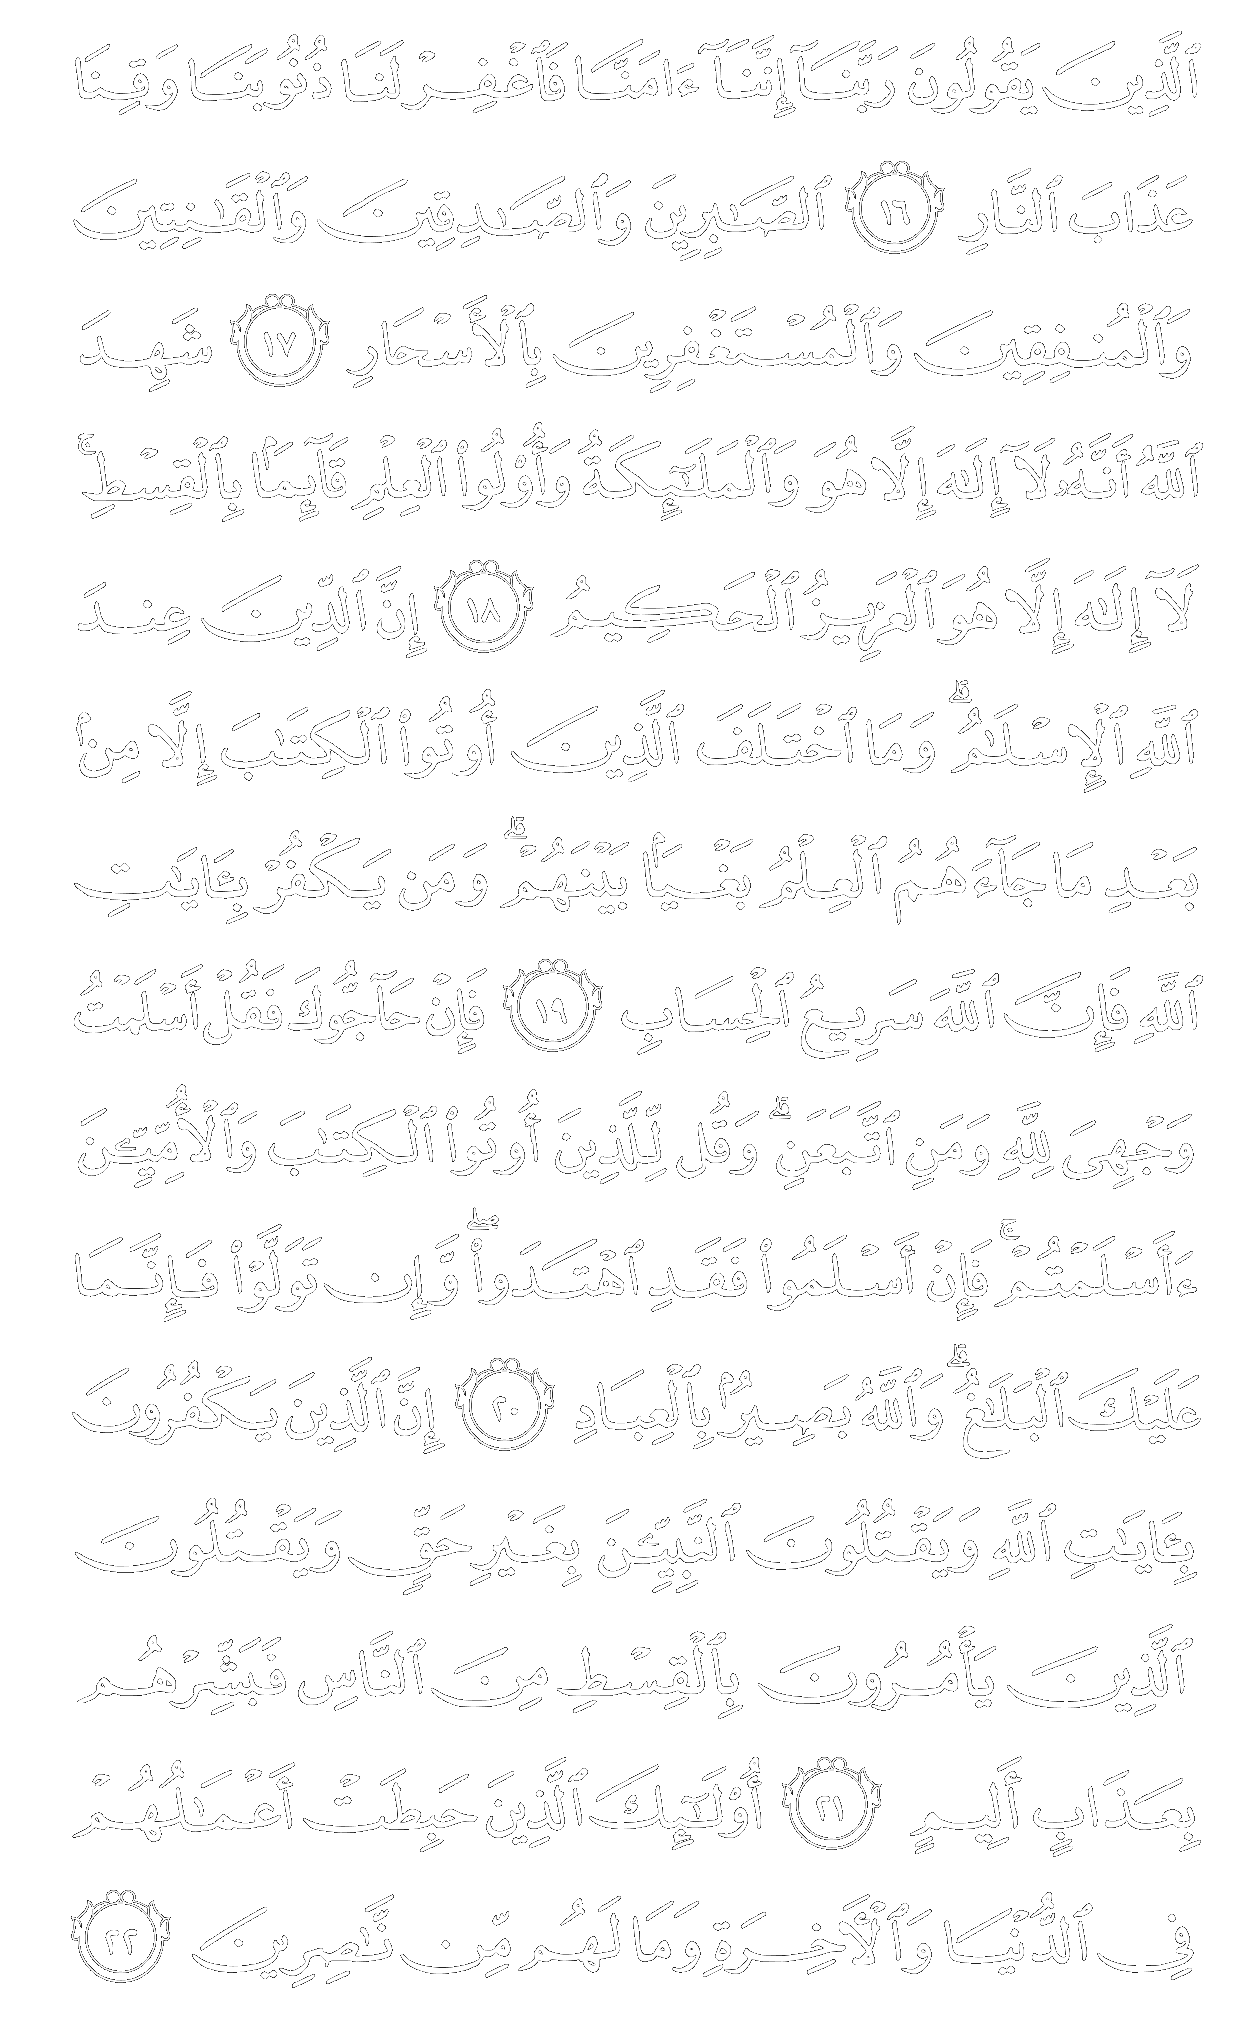 ٱلَّذِينَ يَقُولُونَ رَبَّنَآ إِنَّنَآ ءَامَنَّا فَٱغْفِرْ لَنَا ذُنُوبَنَا وَقِنَا
عَذَابَ ٱلنَّارِ ١٦ ٱلصَّـٰبِرِينَ وَٱلصَّـٰدِقِينَ وَٱلْقَـٰنِتِينَ
وَٱلْمُنفِقِينَ وَٱلْمُسْتَغْفِرِينَ بِٱلْأَسْحَارِ ١٧ شَهِدَ
ٱللَّهُ أَنَّهُۥ لَآ إِلَـٰهَ إِلَّا هُوَ وَٱلْمَلَـٰٓئِكَةُ وَأُو۟لُوا۟ ٱلْعِلْمِ قَآئِمًۢا بِٱلْقِسْطِ ۚ
لَآ إِلَـٰهَ إِلَّا هُوَ ٱلْعَزِيزُ ٱلْحَكِيمُ ١٨ إِنَّ ٱلدِّينَ عِندَ
ٱللَّهِ ٱلْإِسْلَـٰمُ ۗ وَمَا ٱخْتَلَفَ ٱلَّذِينَ أُوتُوا۟ ٱلْكِتَـٰبَ إِلَّا مِنۢ
بَعْدِ مَا جَآءَهُمُ ٱلْعِلْمُ بَغْيًۢا بَيْنَهُمْ ۗ وَمَن يَكْفُرْ بِـَٔايَـٰتِ
ٱللَّهِ فَإِنَّ ٱللَّهَ سَرِيعُ ٱلْحِسَابِ ١٩ فَإِنْ حَآجُّوكَ فَقُلْ أَسْلَمْتُ
وَجْهِىَ لِلَّهِ وَمَنِ ٱتَّبَعَنِ ۗ وَقُل لِّلَّذِينَ أُوتُوا۟ ٱلْكِتَـٰبَ وَٱلْأُمِّيِّـۧنَ
ءَأَسْلَمْتُمْ ۚ فَإِنْ أَسْلَمُوا۟ فَقَدِ ٱهْتَدَوا۟ ۖ وَّإِن تَوَلَّوْا۟ فَإِنَّمَا
عَلَيْكَ ٱلْبَلَـٰغُ ۗ وَٱللَّهُ بَصِيرٌۢ بِٱلْعِبَادِ ٢٠ إِنَّ ٱلَّذِينَ يَكْفُرُونَ
بِـَٔايَـٰتِ ٱللَّهِ وَيَقْتُلُونَ ٱلنَّبِيِّـۧنَ بِغَيْرِ حَقٍّ وَيَقْتُلُونَ
ٱلَّذِينَ يَأْمُرُونَ بِٱلْقِسْطِ مِنَ ٱلنَّاسِ فَبَشِّرْهُم
بِعَذَابٍ أَلِيمٍ ٢١ أُو۟لَـٰٓئِكَ ٱلَّذِينَ حَبِطَتْ أَعْمَـٰلُهُمْ
فِى ٱلدُّنْيَا وَٱلْـَٔاخِرَةِ وَمَا لَهُم مِّن نَّـٰصِرِينَ ٢٢